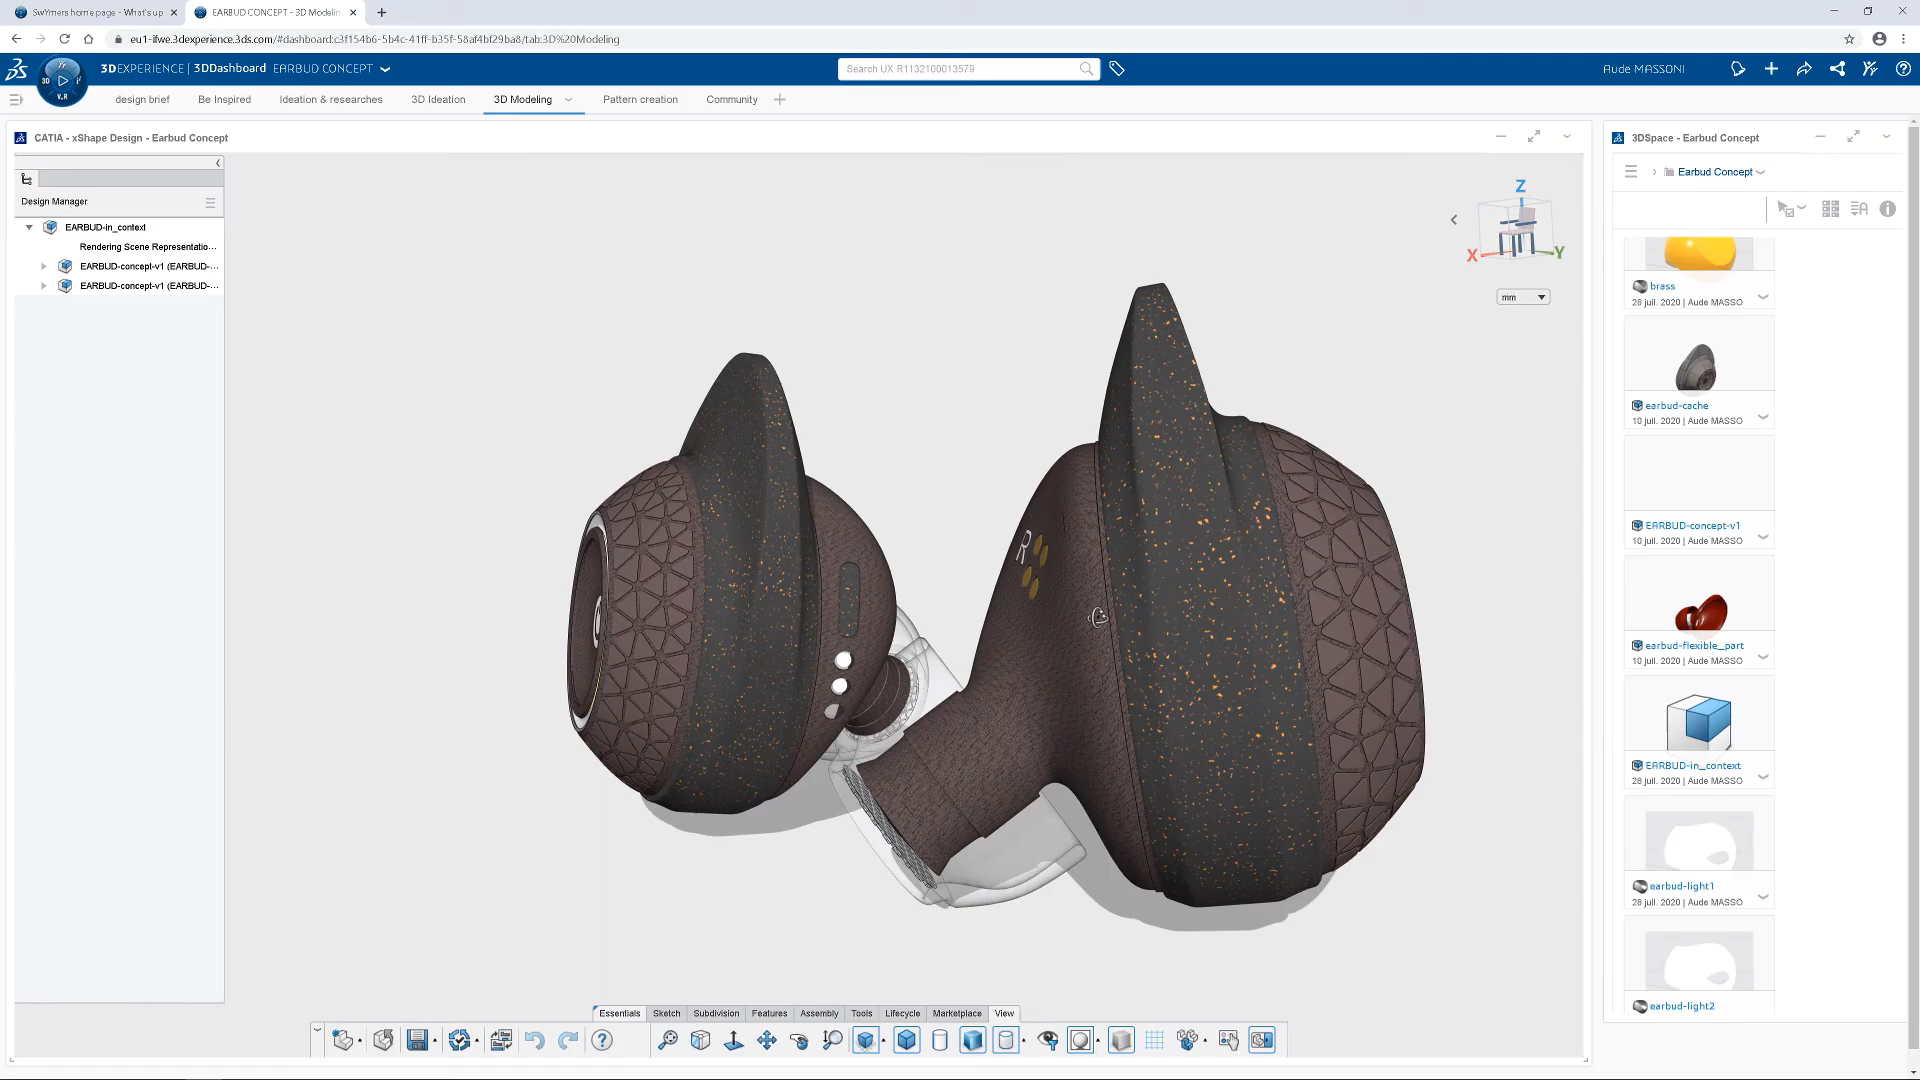 SwYmers home page - What's up
EARBUD CONCEPT - 3D Modelin
eu1-ifwe.3dexperience.3ds.com/#dashboard:c3f154b6-5b4c-41ff-b35f-58af4bf29ba8/tab:3D%20Modeling
3DEXPERIENCE | 3DDashboard EARBUD CONCEPT
Search UX R1132100013579
Aude MASSONI
3D
V.R
design brief
Be Inspired
Ideation & researches
3D Ideation
3D Modeling
Pattern creation
Community
CATIA - xShape Design - Earbud Concept
3DSpace - Earbud Concept
Earbud Concept
Design Manager
EARBUD-in_context
Rendering Scene Representatio...
EARBUD-concept-v1 (EARBUD-...
EARBUD-concept-v1 (EARBUD-...
Z
X
Y
mm
R
brass
28 juil. 2020 | Aude MASSO
earbud-cache
10 juil. 2020 | Aude MASSO
EARBUD-concept-v1
10 juil. 2020 | Aude MASSO
earbud-flexible_part
10 juil. 2020 | Aude MASSO
EARBUD-in_context
28 juil. 2020 | Aude MASSO
earbud-light1
28 juil. 2020 | Aude MASSO
earbud-light2
Essentials
Sketch
Subdivision
Features
Assembly
Tools
Lifecycle
Marketplace
View